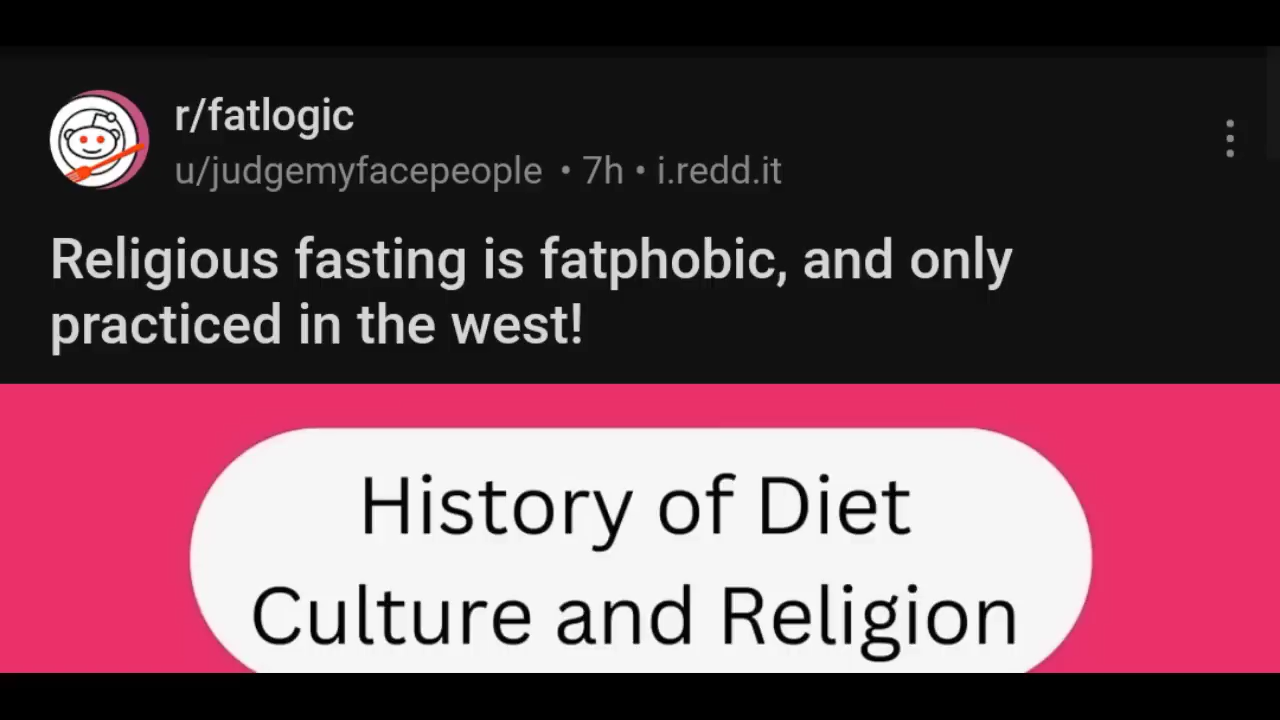 r/fatlogic
u/judgemyfacepeople • 7h • i.redd.it
Religious fasting is fatphobic, and only
practiced in the west!
History of Diet
Culture and Religion